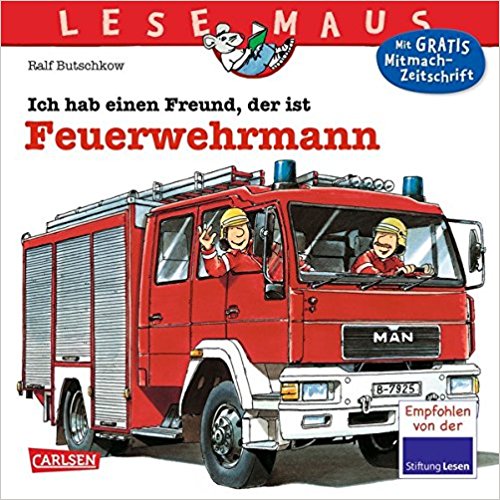 LESEMAUS
Ralf Butschkow
Mit GRATIS
Mitmach-
Zeitschrift
Ich hab einen Freund, der ist
Feuerwehrmann
MAN
B-7925
Empfohlen
von der
Stiftung Lesen
CARLSEN